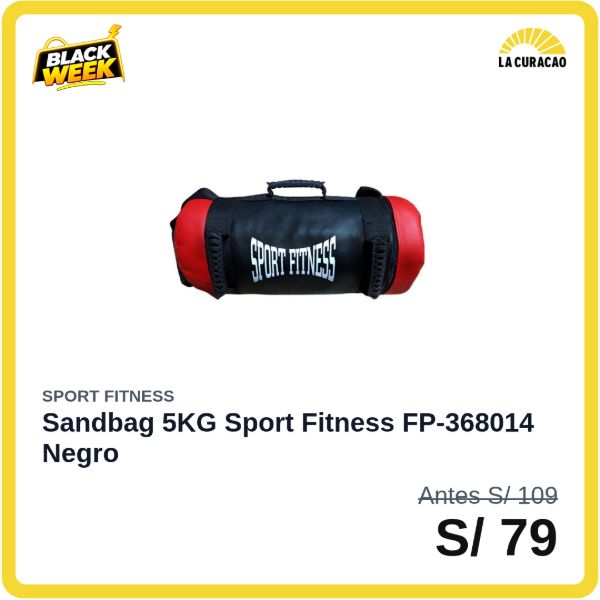 BLACK
WEEK
LA CURACAO
SPORT FITNESS
SPORT FITNESS
Sandbag 5KG Sport Fitness FP-368014
Negro
Antes S/ 109
S/ 79